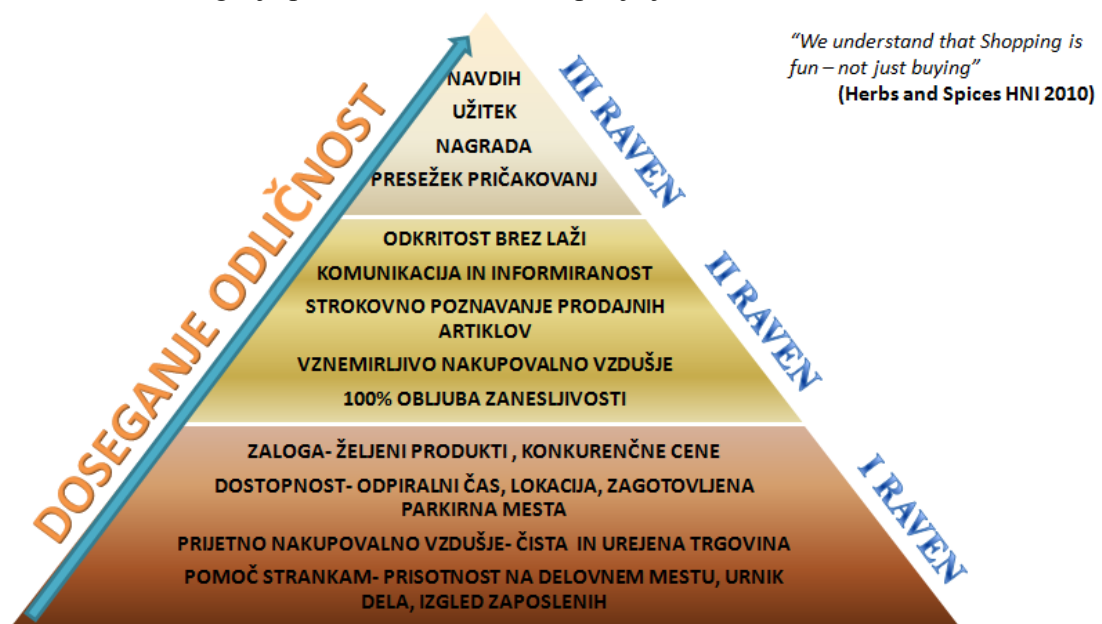 “We understand that Shopping is
fun – not just buying”
(Herbs and Spices HNI 2010)
DOSEGANJE ODLIČNOST
NAVDIH
UŽITEK
NAGRADA
PRESEŽEK PRIČAKOVANJ
III RAVEN
ODKRITOST BREZ LAŽI
KOMUNIKACIJA IN INFORMIRANOST
STROKOVNO POZNAVANJE PRODAJNIH
ARTIKLOV
VZNEMIRLJIVO NAKUPOVALNO VZDUŠJE
100% OBLJUBA ZANESLJIVOSTI
II RAVEN
ZALOGA- ŽELJENI PRODUKTI , KONKURENČNE CENE
DOSTOPNOST- ODPIRALNI ČAS, LOKACIJA, ZAGOTOVLJENA
PARKIRNA MESTA
PRIJETNO NAKUPOVALNO VZDUŠJE- ČISTA IN UREJENA TRGOVINA
POMOČ STRANKAM- PRISOTNOST NA DELOVNEM MESTU, URNIK
DELA, IZGLED ZAPOSLENIH
I RAVEN